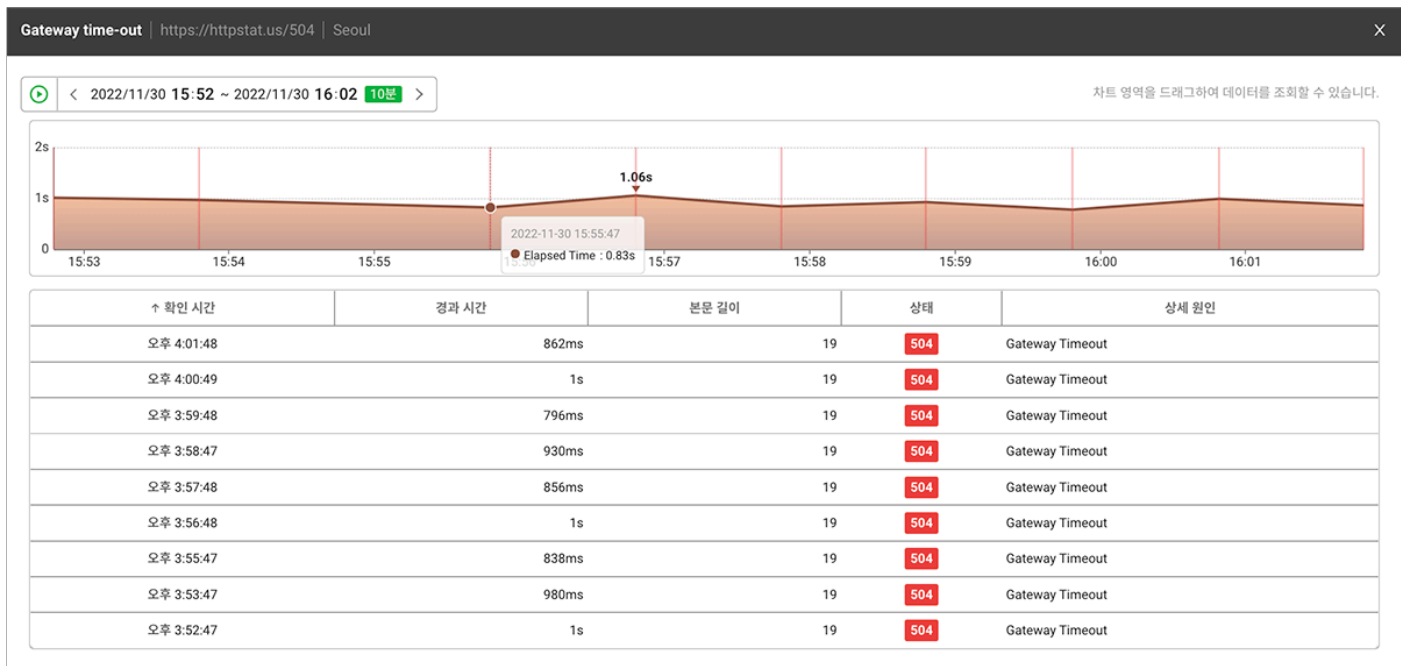 Gateway time-out | https://httpstat.us/504 | Seoul X
< 2022/11/30 15:52 ~ 2022/11/30 16:02 10분 >
차트 영역을 드래그하여 데이터를 조회할 수 있습니다.
2s
1.06s
1s
2022-11-30 15:55:47
Elapsed Time : 0.83s
0
15:53 15:54 15:55 15:56 15:57 15:58 15:59 16:00 16:01
↑ 확인 시간 경과 시간 본문 길이 상태 상세 원인
오후 4:01:48 862ms 19 504 Gateway Timeout
오후 4:00:49 1s 19 504 Gateway Timeout
오후 3:59:48 796ms 19 504 Gateway Timeout
오후 3:58:47 930ms 19 504 Gateway Timeout
오후 3:57:48 856ms 19 504 Gateway Timeout
오후 3:56:48 1s 19 504 Gateway Timeout
오후 3:55:47 838ms 19 504 Gateway Timeout
오후 3:53:47 980ms 19 504 Gateway Timeout
오후 3:52:47 1s 19 504 Gateway Timeout